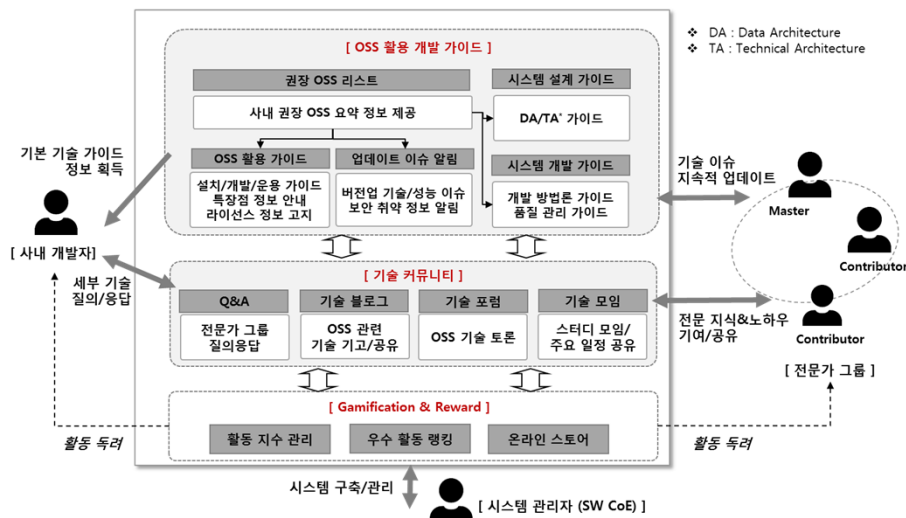 [ OSS 활용 개발 가이드 ]
❖ DA : Data Architecture
❖ TA : Technical Architecture
권장 OSS 리스트
사내 권장 OSS 요약 정보 제공
시스템 설계 가이드
DA/TA* 가이드
OSS 활용 가이드
설치/개발/운용 가이드
특장점 정보 안내
라이선스 정보 고지
업데이트 이슈 알림
버전업 기술/성능 이슈
보안 취약 정보 알림
시스템 개발 가이드
개발 방법론 가이드
품질 관리 가이드
기본 기술 가이드
정보 획득
[ 사내 개발자]
세부 기술
질의/응답
기술 이슈
지속적 업데이트
Master
Contributor
Contributor
[ 전문가 그룹 ]
전문 지식&노하우
기여/공유
[ 기술 커뮤니티 ]
Q&A
전문가 그룹
질의응답
기술 블로그
OSS 관련
기술 기고/공유
기술 포럼
OSS 기술 토론
기술 모임
스터디 모임/
주요 일정 공유
[ Gamification & Reward ]
활동 지수 관리
우수 활동 랭킹
온라인 스토어
활동 독려
활동 독려
시스템 구축/관리
[ 시스템 관리자 (SW CoE) ]